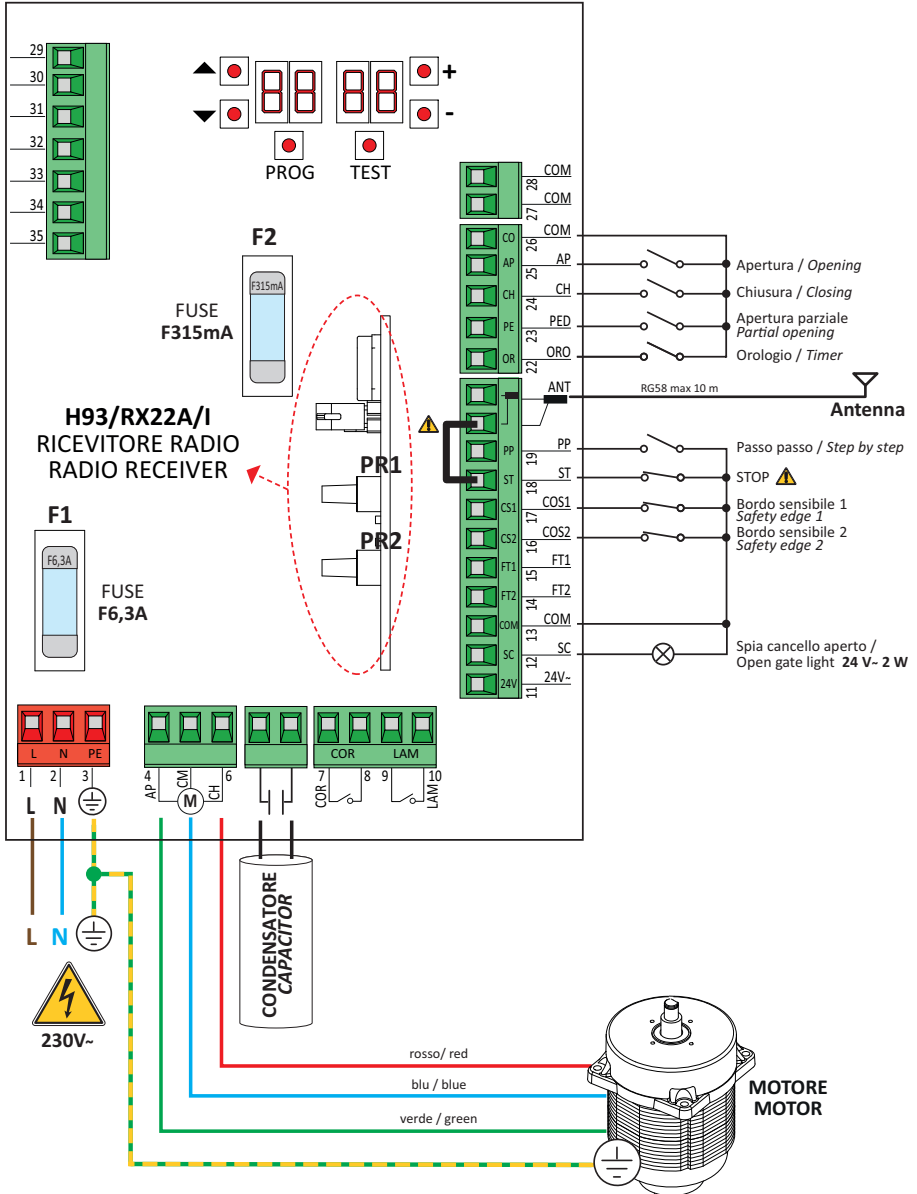 29
30
31
32
33
34
35
+
-
PROG
TEST
F2
F315mA
FUSE
F315mA
H93/RX22A/I
RICEVITORE RADIO
RADIO RECEIVER
PR1
PR2
F1
F6,3A
FUSE
F6,3A
28 COM
27 COM
CO 26 COM
AP 25 AP
Apertura / Opening
CH 24 CH
Chiusura / Closing
PE 23 PED
Apertura parziale
Partial opening
OR 22 ORO
Orologio / Timer
ANT
RG58 max 10 m
Antenna
PP 19 PP
Passo passo / Step by step
ST 18 ST
STOP
CS1 17 COS1
Bordo sensibile 1
Safety edge 1
CS2 16 COS2
Bordo sensibile 2
Safety edge 2
FT1 15 FT1
FT2 14 FT2
COM 13 COM
SC 12 SC
Spia cancello aperto /
Open gate light 24 V~ 2 W
24V 11 24V~
L N PE
1 2 3
L N
L N
230V~
4 6
AP CM CH
M
COR LAM
7 8 9 10
COR LAM
CONDENSATORE
CAPACITOR
rosso/ red
blu / blue
verde / green
MOTORE
MOTOR